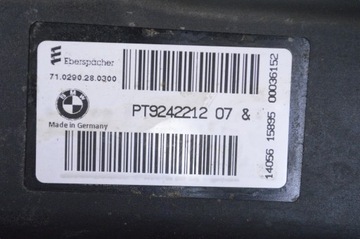 Eberspächer
71.0290.28.0300
BMW
Made in Germany
PT9242212 07 &
14056 15895 00036152